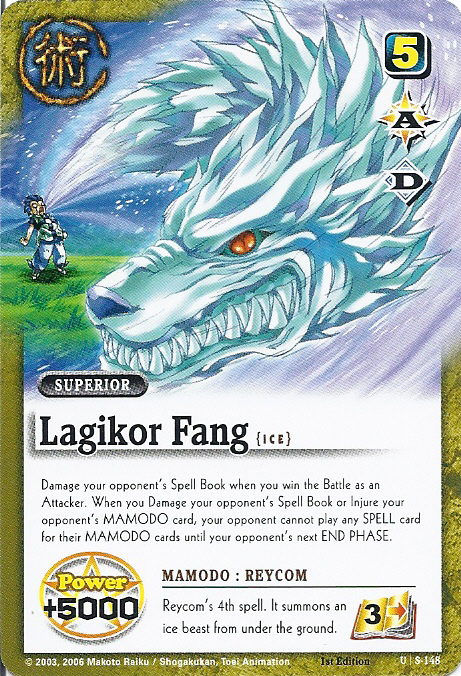 術
5
A
D
SUPERIOR
Lagikor Fang {ICE}
Damage your opponent's Spell Book when you win the Battle as an
Attacker. When you Damage your opponent's Spell Book or Injure your
opponent's MAMODO card, your opponent cannot play any SPELL card
for their MAMODO cards until your opponent's next END PHASE.
Power
+5000
MAMODO : REYCOM
Reycom's 4th spell. It summons an
ice beast from under the ground.
3
© 2003, 2006 Makoto Raiku / Shogakukan, Toei Animation
1st Edition
U | S-148